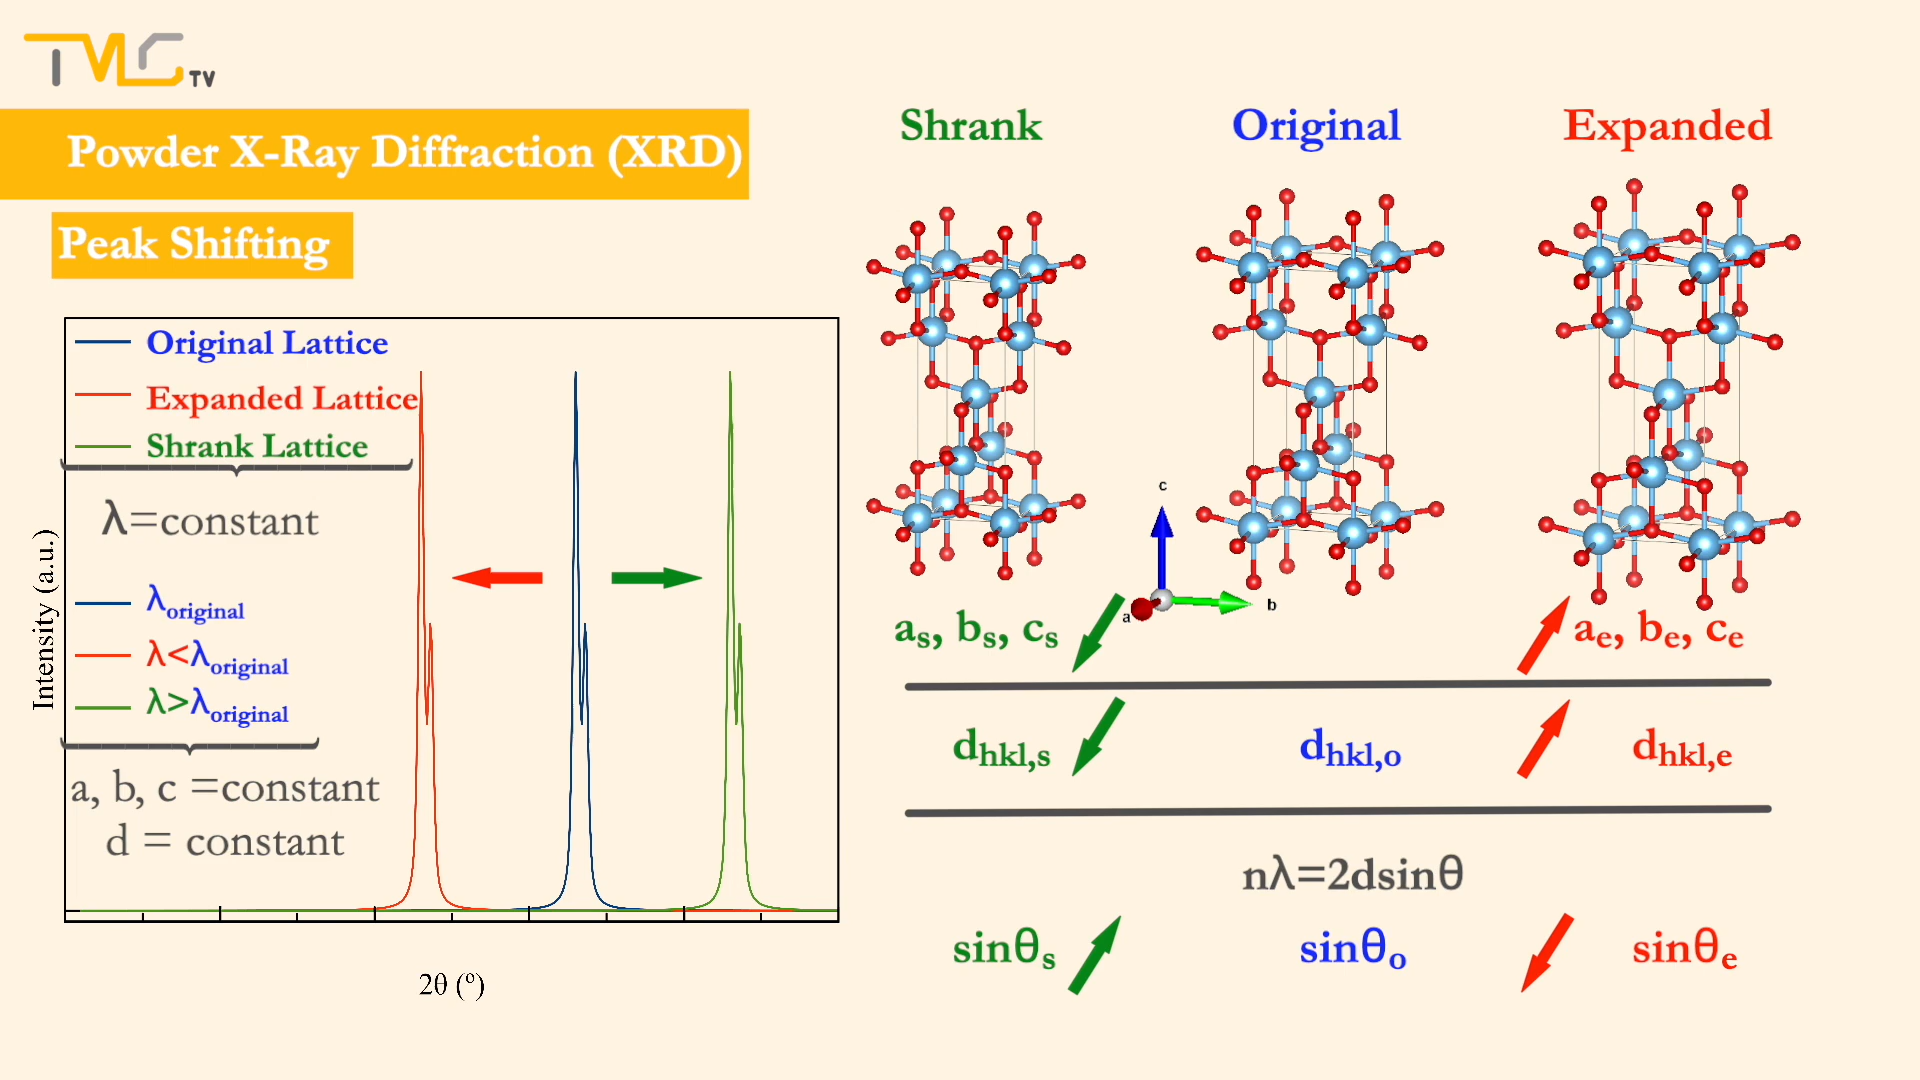 TMC TV
Powder X-Ray Diffraction (XRD)
Peak Shifting
Original Lattice
Expanded Lattice
Shrank Lattice
λ=constant
λoriginal
λ<λoriginal
λ>λoriginal
a, b, c =constant
d = constant
Intensity (a.u.)
2θ (º)
Shrank Original Expanded
c
a b
as, bs, cs ae, be, ce
dhkl,s dhkl,o dhkl,e
nλ=2dsinθ
sinθs sinθo sinθe